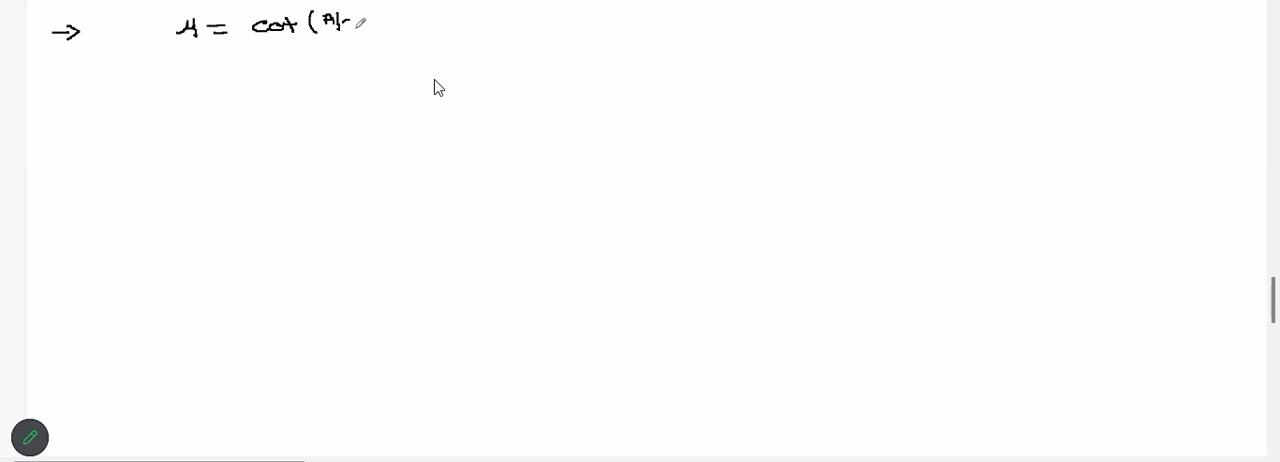 → μ = cot (A/-